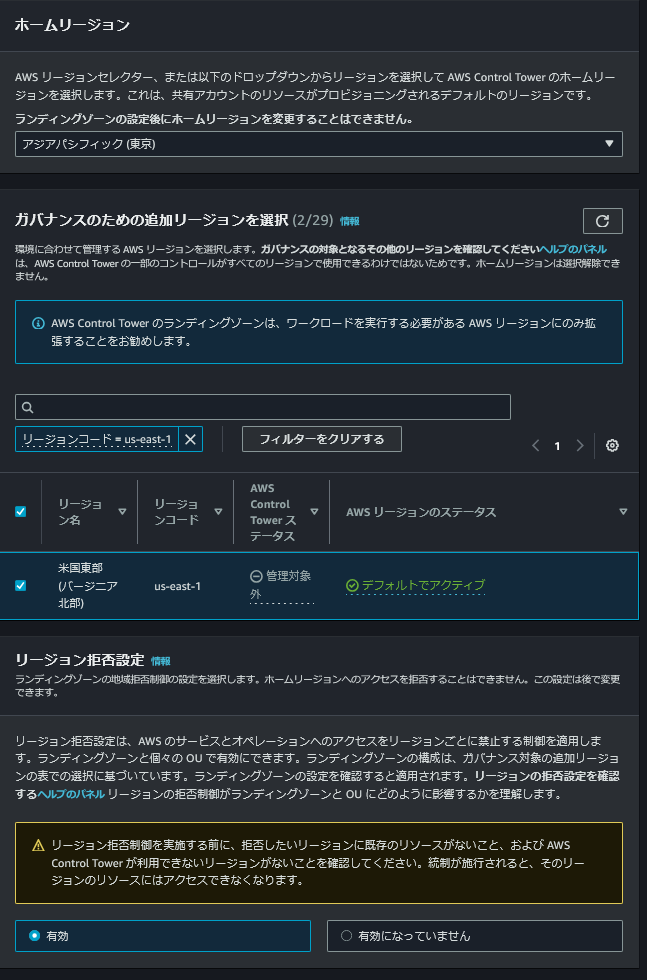 ホームリージョン
AWS リージョンセレクター、または以下のドロップダウンからリージョンを選択して AWS Control Tower のホームリー
ジョンを選択します。これは、共有アカウントのリソースがプロビジョニングされるデフォルトのリージョンです。
ランディングゾーンの設定後にホームリージョンを変更することはできません。
アジアパシフィック (東京)
ガバナンスのための追加リージョンを選択 (2/29) 情報
環境に合わせて管理する AWS リージョンを選択します。ガバナンスの対象となるその他のリージョンを確認してくださいヘルプのパネル
は、AWS Control Tower の一部のコントロールがすべてのリージョンで使用できるわけではないためです。ホームリージョンは選択解除でき
ません。
AWS Control Tower のランディングゾーンは、ワークロードを実行する必要がある AWS リージョンにのみ拡
張することをお勧めします。
リージョンコード = us-east-1
フィルターをクリアする
1
リージョ
ン名
リージョ
ンコード
AWS
Control
Tower ス
テータス
AWS リージョンのステータス
米国東部
(バージニア
北部)
us-east-1
管理対象
外
デフォルトでアクティブ
リージョン拒否設定 情報
ランディングゾーンの地域拒否制御の設定を選択します。ホームリージョンへのアクセスを拒否することはできません。この設定は後で変更
できます。
リージョン拒否設定は、AWS のサービスとオペレーションへのアクセスをリージョンごとに禁止する制御を適用しま
す。ランディングゾーンと個々の OU で有効にできます。ランディングゾーンの構成は、ガバナンス対象の追加リージョ
ンの表での選択に基づいています。ランディングゾーンの設定を確認すると適用されます。リージョンの拒否設定を確認
するヘルプのパネル リージョンの拒否制御がランディングゾーンと OU にどのように影響するかを理解します。
リージョン拒否制御を実施する前に、拒否したいリージョンに既存のリソースがないこと、および AWS
Control Tower が利用できないリージョンがないことを確認してください。統制が施行されると、そのリー
ジョンのリソースにはアクセスできなくなります。
有効
有効になっていません